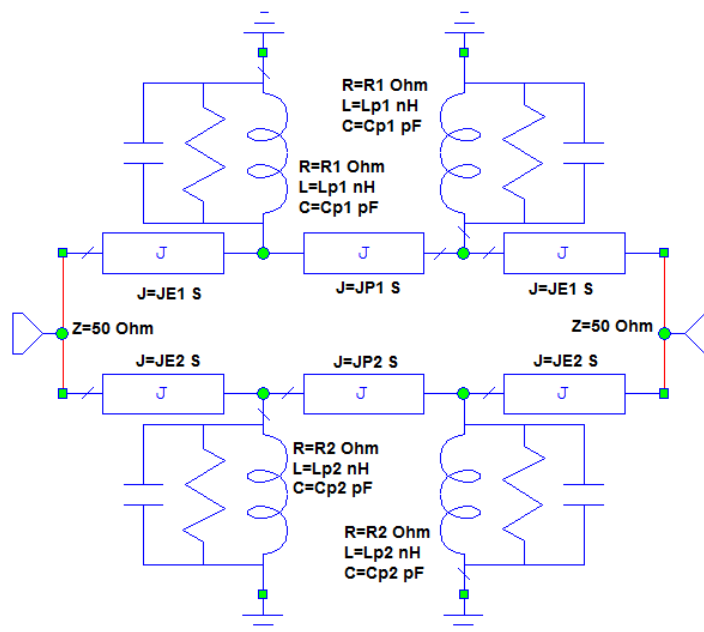 R=R1 Ohm
L=Lp1 nH
C=Cp1 pF
R=R1 Ohm
L=Lp1 nH
C=Cp1 pF
J
J
J
J=JE1 S
J=JP1 S
J=JE1 S
Z=50 Ohm
Z=50 Ohm
J=JE2 S
J=JP2 S
J=JE2 S
J
J
J
R=R2 Ohm
L=Lp2 nH
C=Cp2 pF
R=R2 Ohm
L=Lp2 nH
C=Cp2 pF